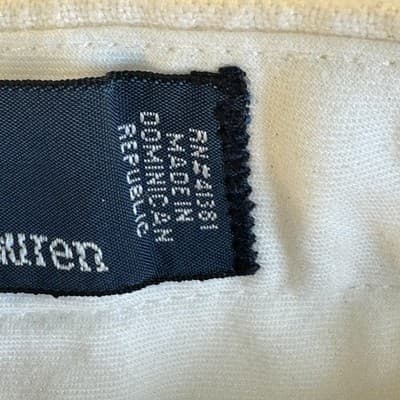 RN#41381
MADE IN
DOMINICAN
REPUBLIC
auren